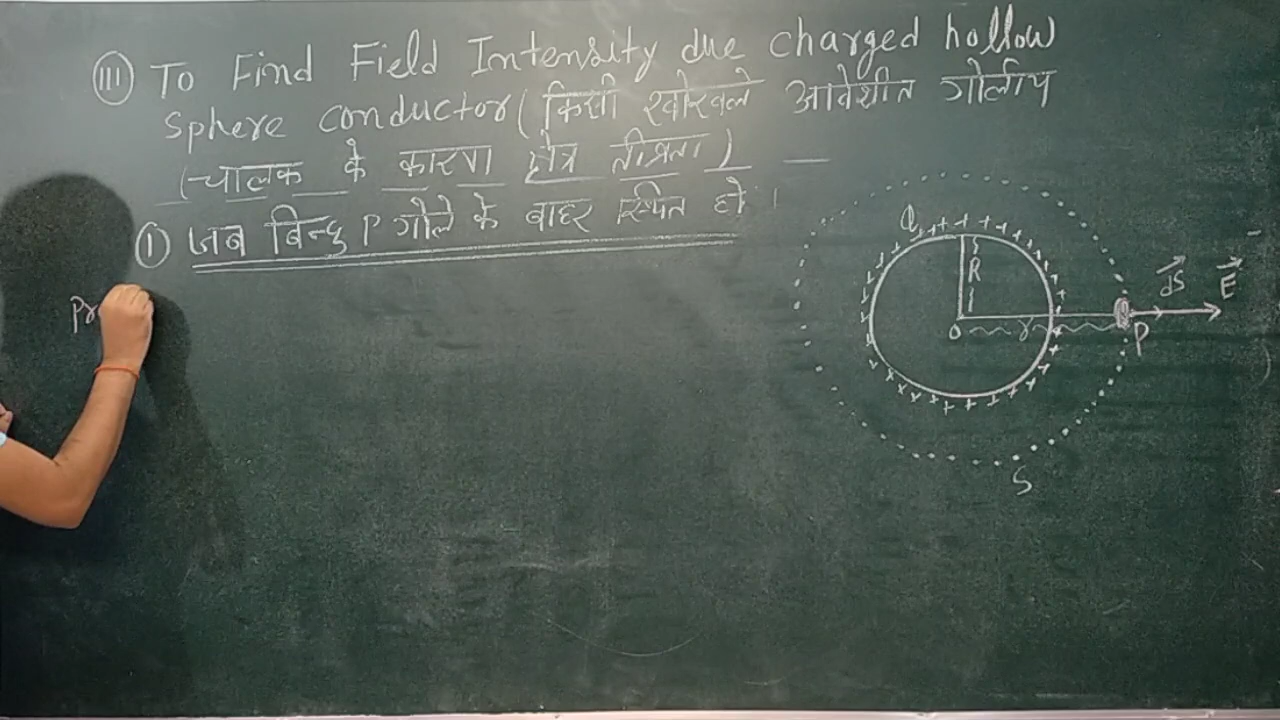 (III) To Find Field Intensity due charged hollow
Sphere conductor (किसी खोखले आवेशीत गोलीय
(चालक के कारण क्षेत्र तीव्रता)
(I) जब बिन्दु P गोले के बाहर स्थित हो ।
Q + + + + + + +
R
dS E
O r P
S
Pr